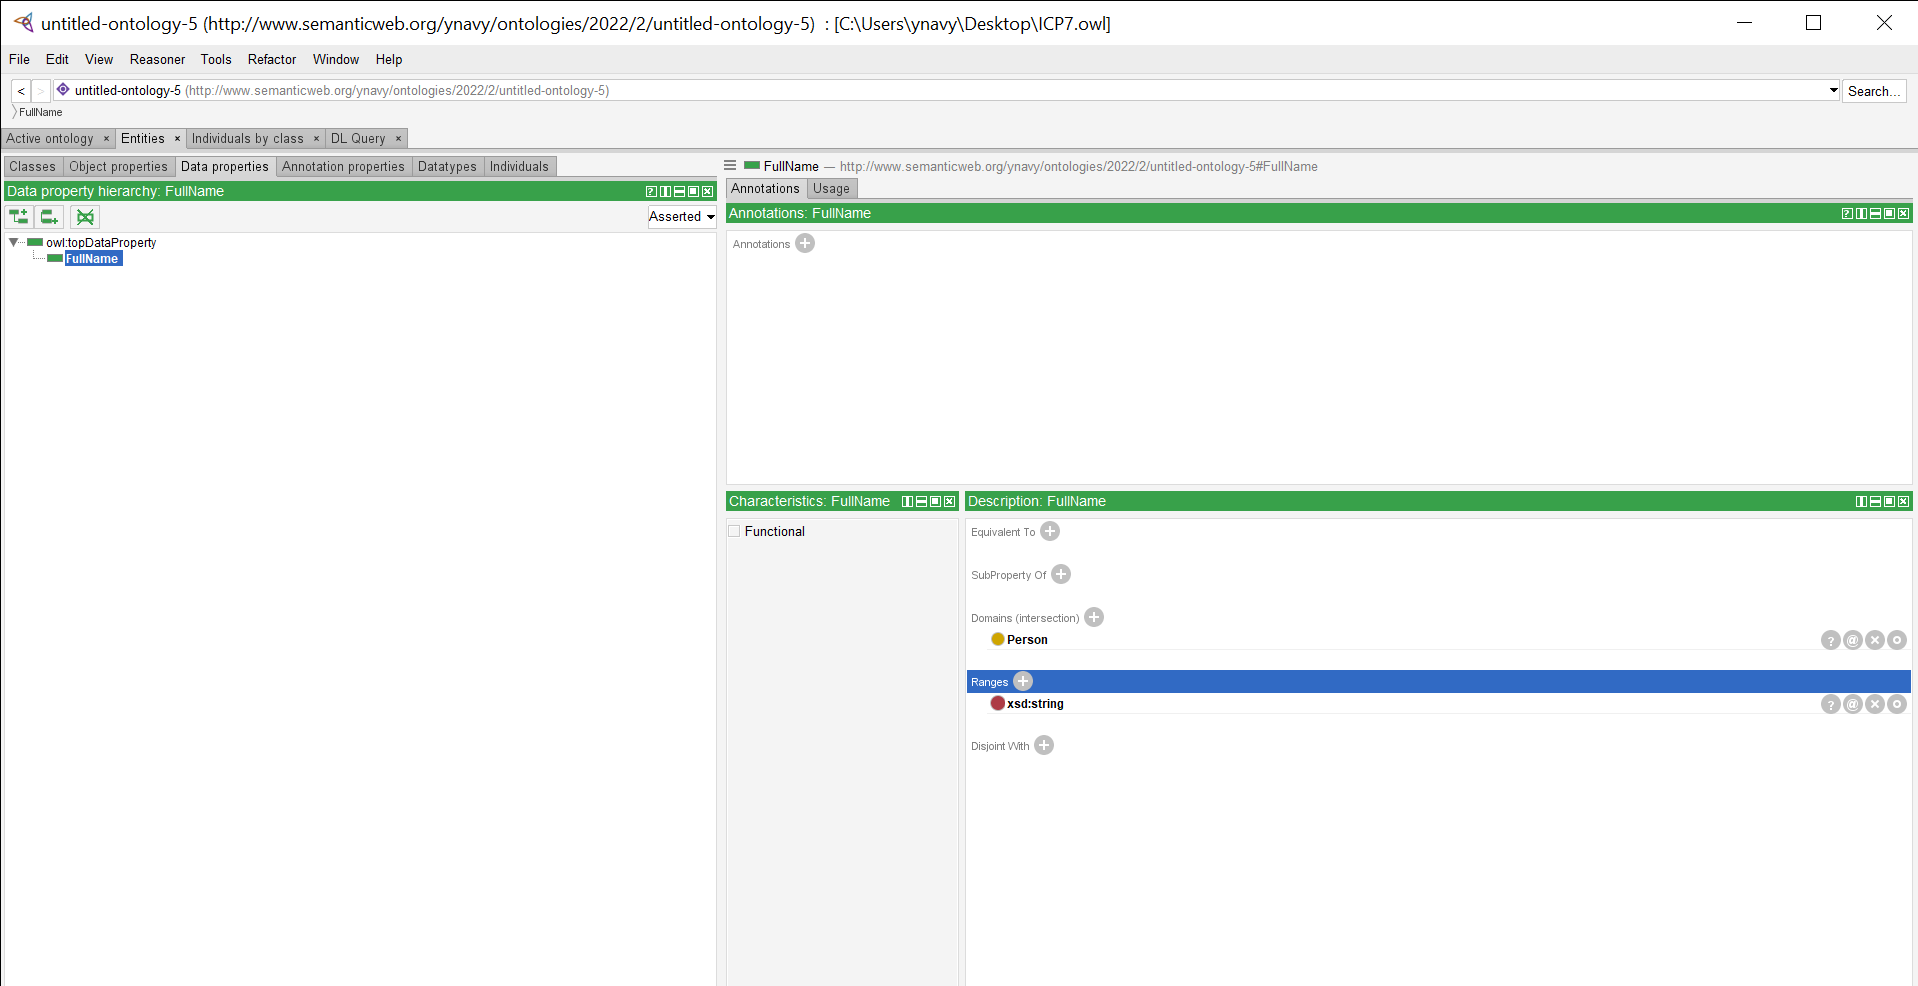 untitled-ontology-5 (http://www.semanticweb.org/ynavy/ontologies/2022/2/untitled-ontology-5) : [C:\Users\ynavy\Desktop\ICP7.owl]
File Edit View Reasoner Tools Refactor Window Help
< > untitled-ontology-5 (http://www.semanticweb.org/ynavy/ontologies/2022/2/untitled-ontology-5) Search...
FullName
Active ontology × Entities × Individuals by class × DL Query ×
Classes Object properties Data properties Annotation properties Datatypes Individuals
Data property hierarchy: FullName
Asserted
owl:topDataProperty
FullName
FullName — http://www.semanticweb.org/ynavy/ontologies/2022/2/untitled-ontology-5#FullName
Annotations Usage
Annotations: FullName
Annotations
Characteristics: FullName
Functional
Description: FullName
Equivalent To
SubProperty Of
Domains (intersection)
Person
Ranges
xsd:string
Disjoint With